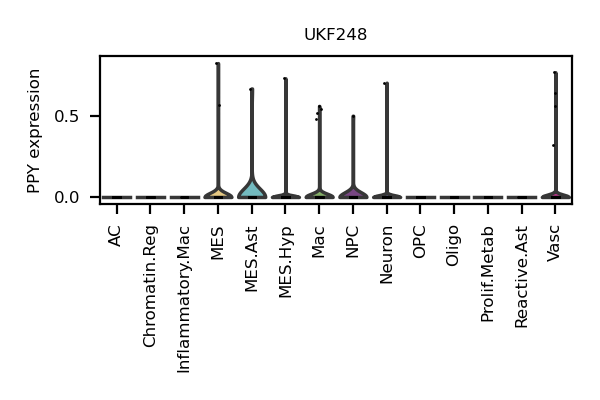 UKF248
PPY expression
0.5
0.0
AC
Chromatin.Reg
Inflammatory.Mac
MES
MES.Ast
MES.Hyp
Mac
NPC
Neuron
OPC
Oligo
Prolif.Metab
Reactive.Ast
Vasc